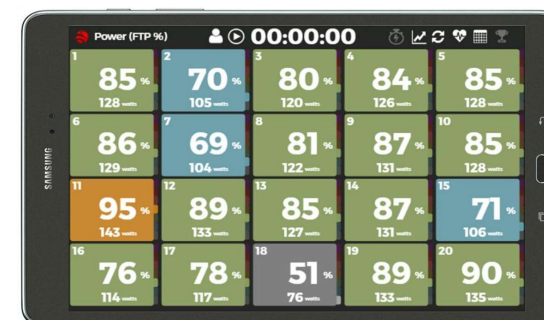 Power (FTP %) 00:00:00
1 2 3 4 5
85 % 70 % 80 % 84 % 85 %
128 watts 105 watts 120 watts 126 watts 128 watts
6 7 8 9 10
86 % 69 % 81 % 87 % 85 %
129 watts 104 watts 122 watts 131 watts 128 watts
11 12 13 14 15
95 % 89 % 85 % 87 % 71 %
143 watts 133 watts 127 watts 131 watts 106 watts
16 17 18 19 20
76 % 78 % 51 % 89 % 90 %
114 watts 117 watts 76 watts 133 watts 135 watts
SAMSUNG